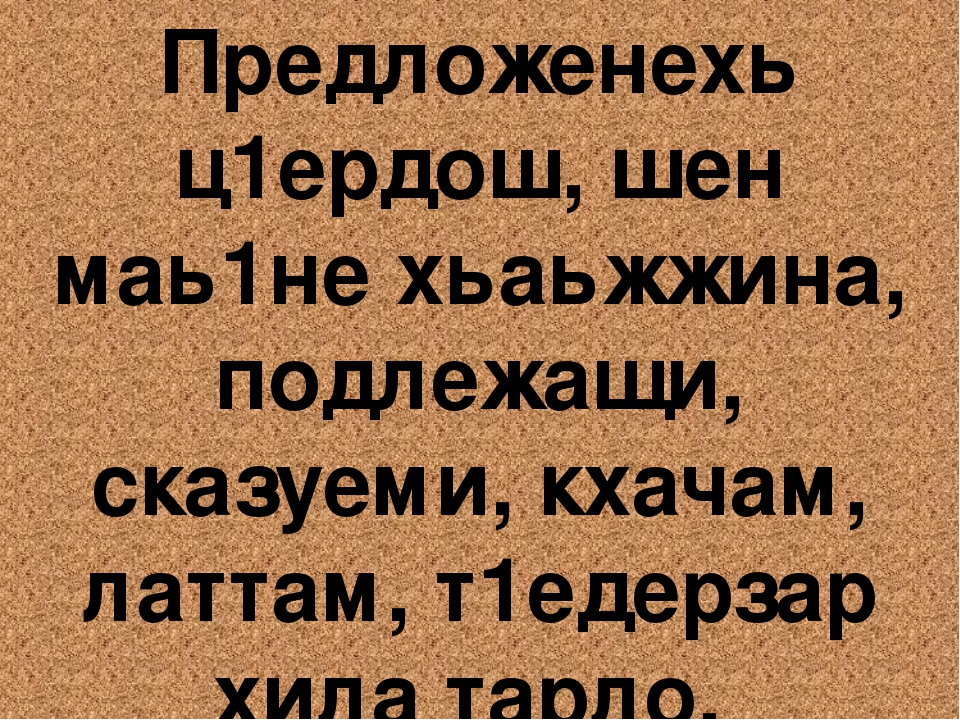 Предложенехь
ц1ердош, шен
маь1не хьаьжжина,
подлежащи,
сказуеми, кхачам,
латтам, т1едерзар
хила тарло.